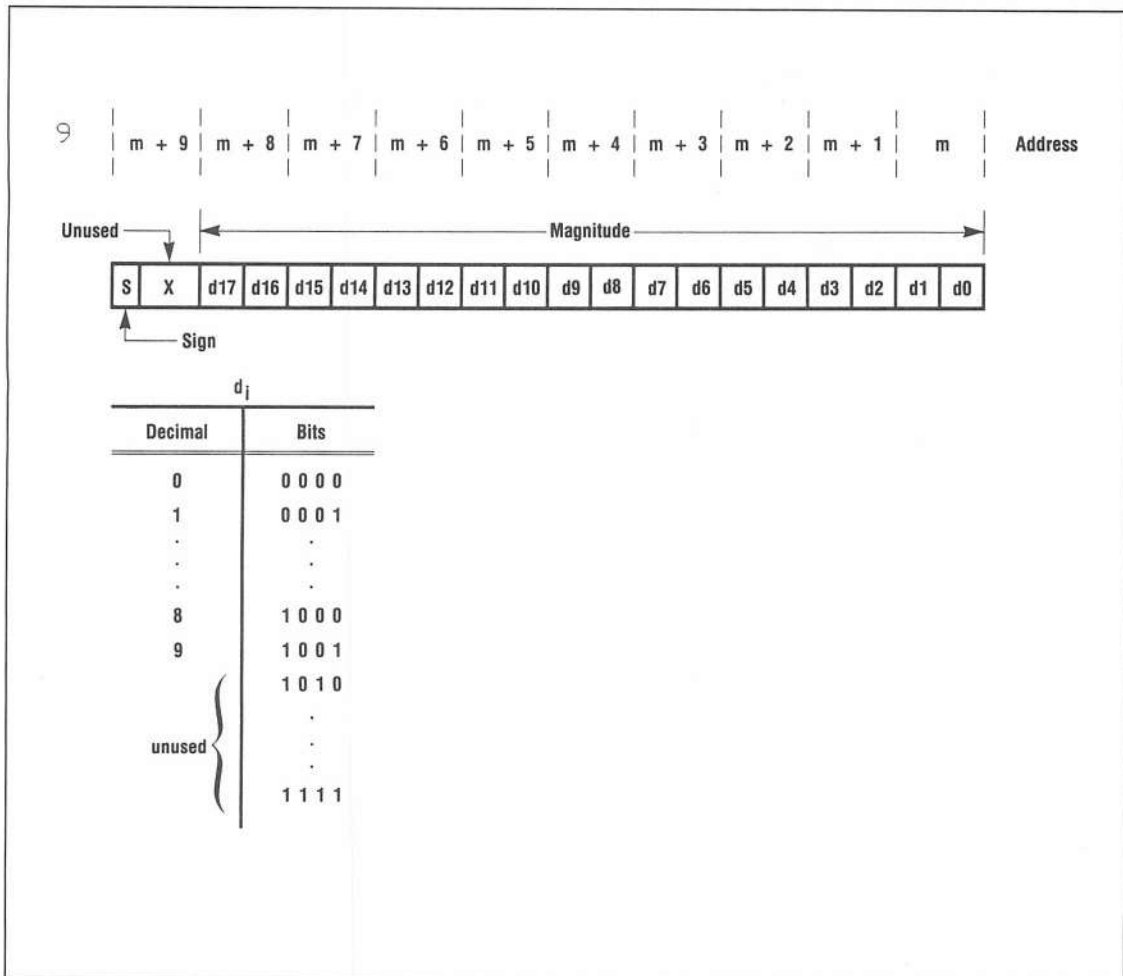 9 m + 9 m + 8 m + 7 m + 6 m + 5 m + 4 m + 3 m + 2 m + 1 m Address
Unused Magnitude
S X d17 d16 d15 d14 d13 d12 d11 d10 d9 d8 d7 d6 d5 d4 d3 d2 d1 d0
Sign
di
Decimal Bits
0 0 0 0 0
1 0 0 0 1
. .
. .
. .
8 1 0 0 0
9 1 0 0 1
1 0 1 0
.
unused .
.
1 1 1 1